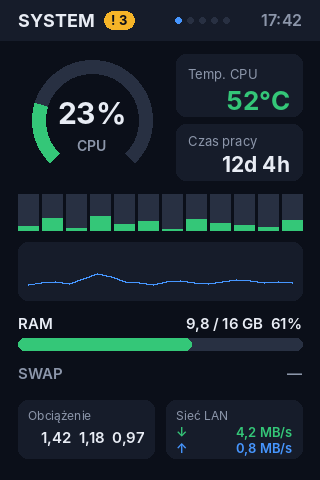 SYSTEM ! 3 17:42
23%
CPU
Temp. CPU
52°C
Czas pracy
12d 4h
RAM 9,8 / 16 GB 61%
SWAP —
Obciążenie
1,42 1,18 0,97
Sieć LAN
↓ 4,2 MB/s
↑ 0,8 MB/s